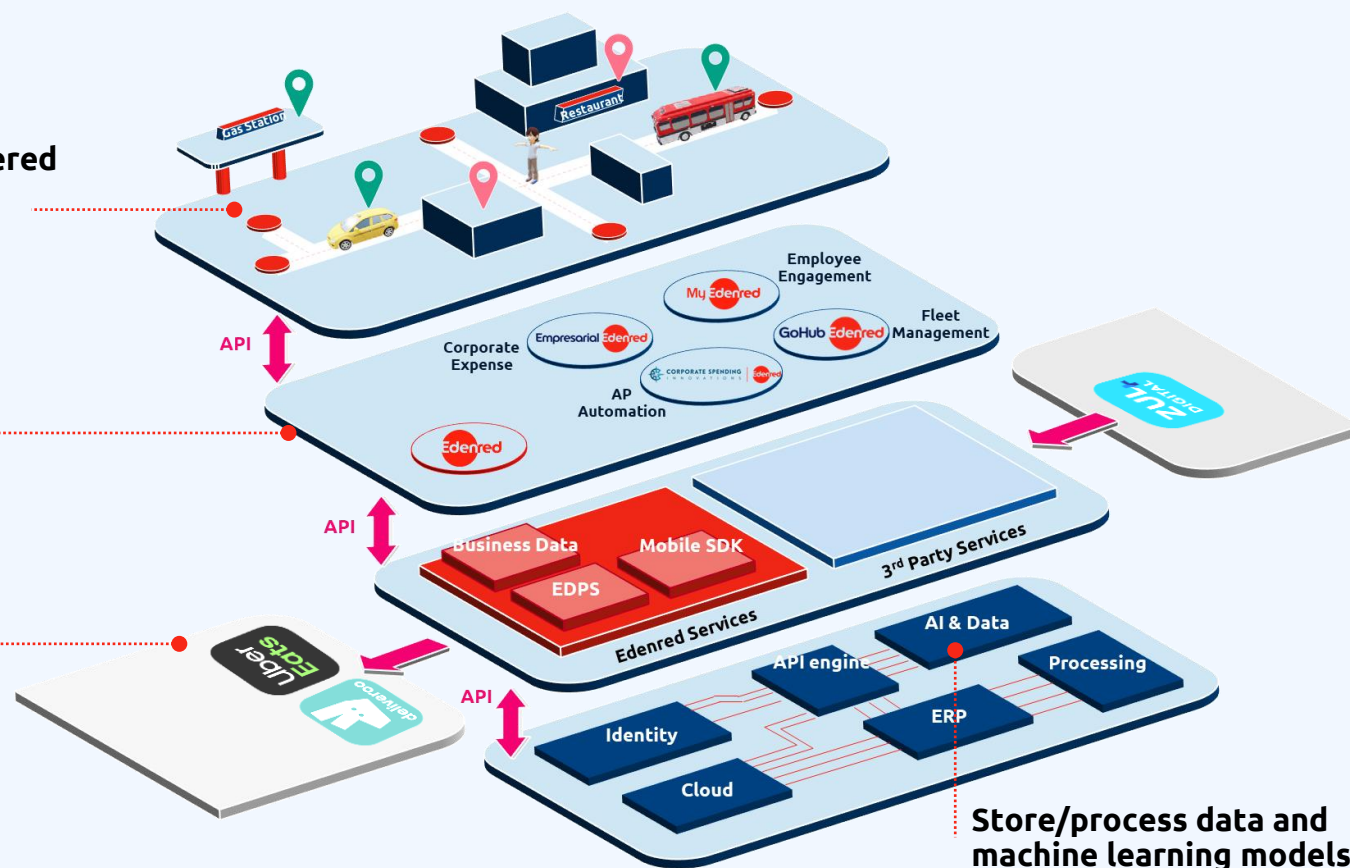 Gas Station
Restaurant
ered
API
Employee
Engagement
My Edenred
Fleet
Management
GoHub Edenred
Corporate
Expense
Empresarial Edenred
CORPORATE SPENDING
INNOVATIONS
Edenred
AP
Automation
Edenred
ZUL+
DIGITAL
API
Business Data
Mobile SDK
EDPS
Edenred Services
3rd Party Services
Uber
Eats
deliveroo
API
AI & Data
API engine
Processing
Identity
ERP
Cloud
Store/process data and
machine learning models